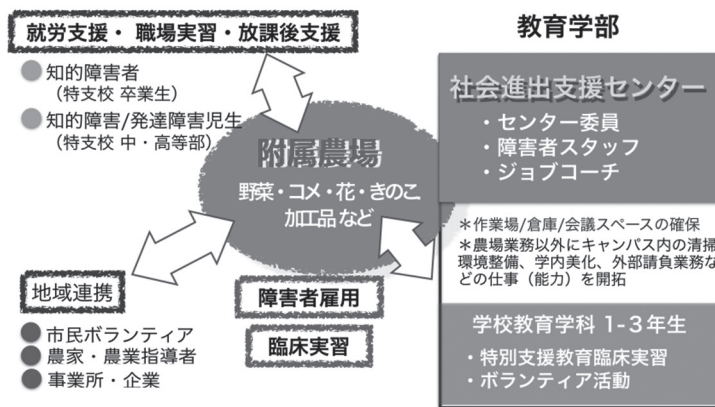 就労支援・ 職場実習・放課後支援
知的障害者
（特支校 卒業生）
知的障害/発達障害児生
（特支校 中・高等部）
附属農場
野菜・コメ・花・きのこ
加工品など
地域連携
市民ボランティア
農家・農業指導者
事業所・企業
障害者雇用
臨床実習
教育学部
社会進出支援センター
・センター委員
・障害者スタッフ
・ジョブコーチ
＊作業場/倉庫/会議スペースの確保
＊農場業務以外にキャンパス内の清掃
環境整備、学内美化、外部請負業務な
どの仕事（能力）を開拓
学校教育学科 1-３年生
・特別支援教育臨床実習
・ボランティア活動